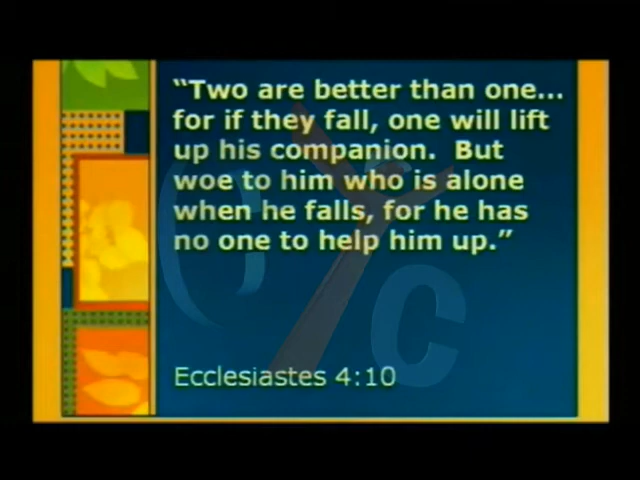 “Two are better than one...
for if they fall, one will lift
up his companion.  But
woe to him who is alone
when he falls, for he has
no one to help him up.”
Ecclesiastes 4:10
CYC